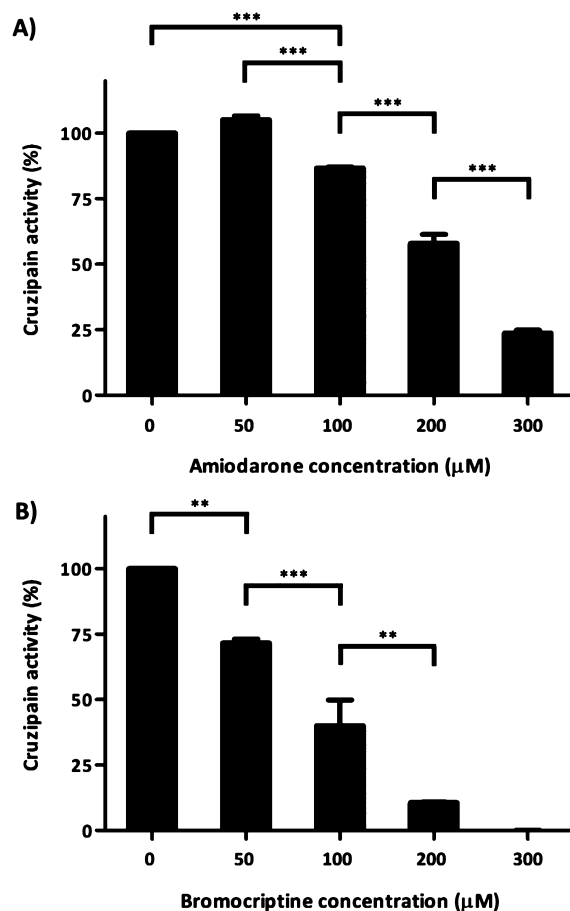 A)
***
***
***
***
Cruzipain activity (%)
100
75
50
25
0
0 50 100 200 300
Amiodarone concentration (μM)
B)
**
***
**
Cruzipain activity (%)
100
75
50
25
0
0 50 100 200 300
Bromocriptine concentration (μM)